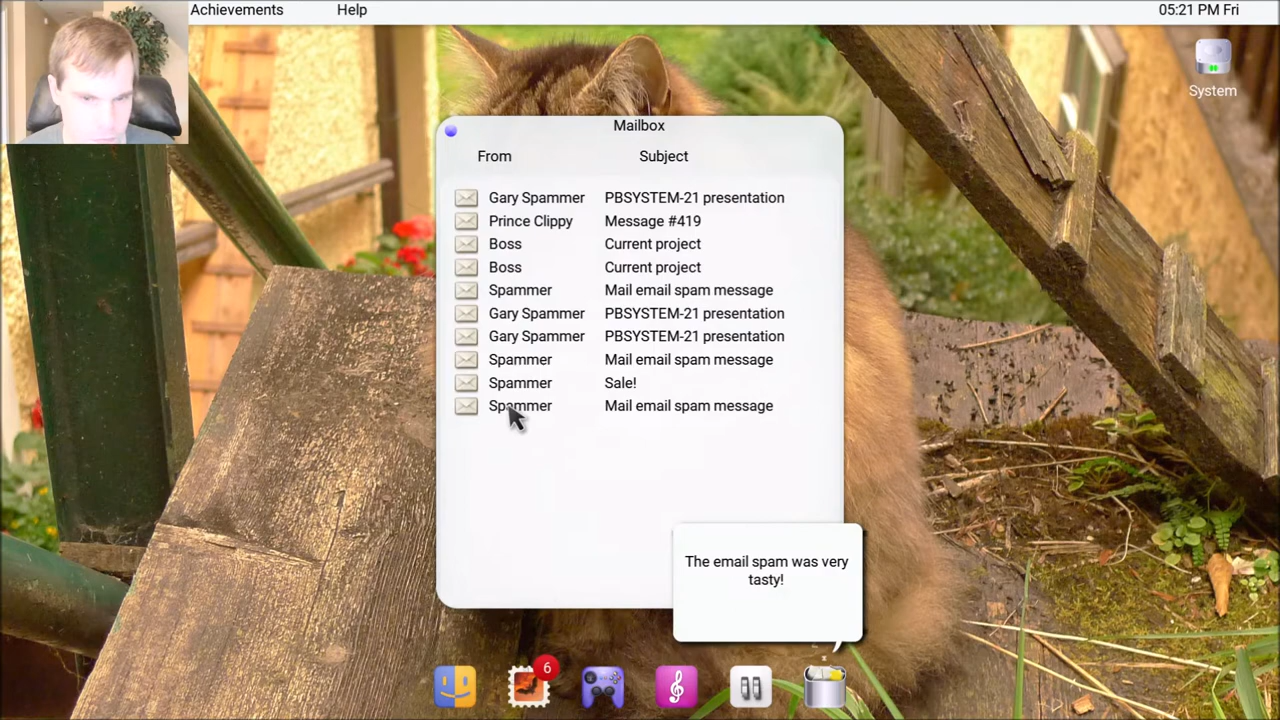 Achievements Help 05:21 PM Fri
System
Mailbox
From Subject
Gary Spammer PBSYSTEM-21 presentation
Prince Clippy Message #419
Boss Current project
Boss Current project
Spammer Mail email spam message
Gary Spammer PBSYSTEM-21 presentation
Gary Spammer PBSYSTEM-21 presentation
Spammer Mail email spam message
Spammer Sale!
Spammer Mail email spam message
The email spam was very
tasty!
6